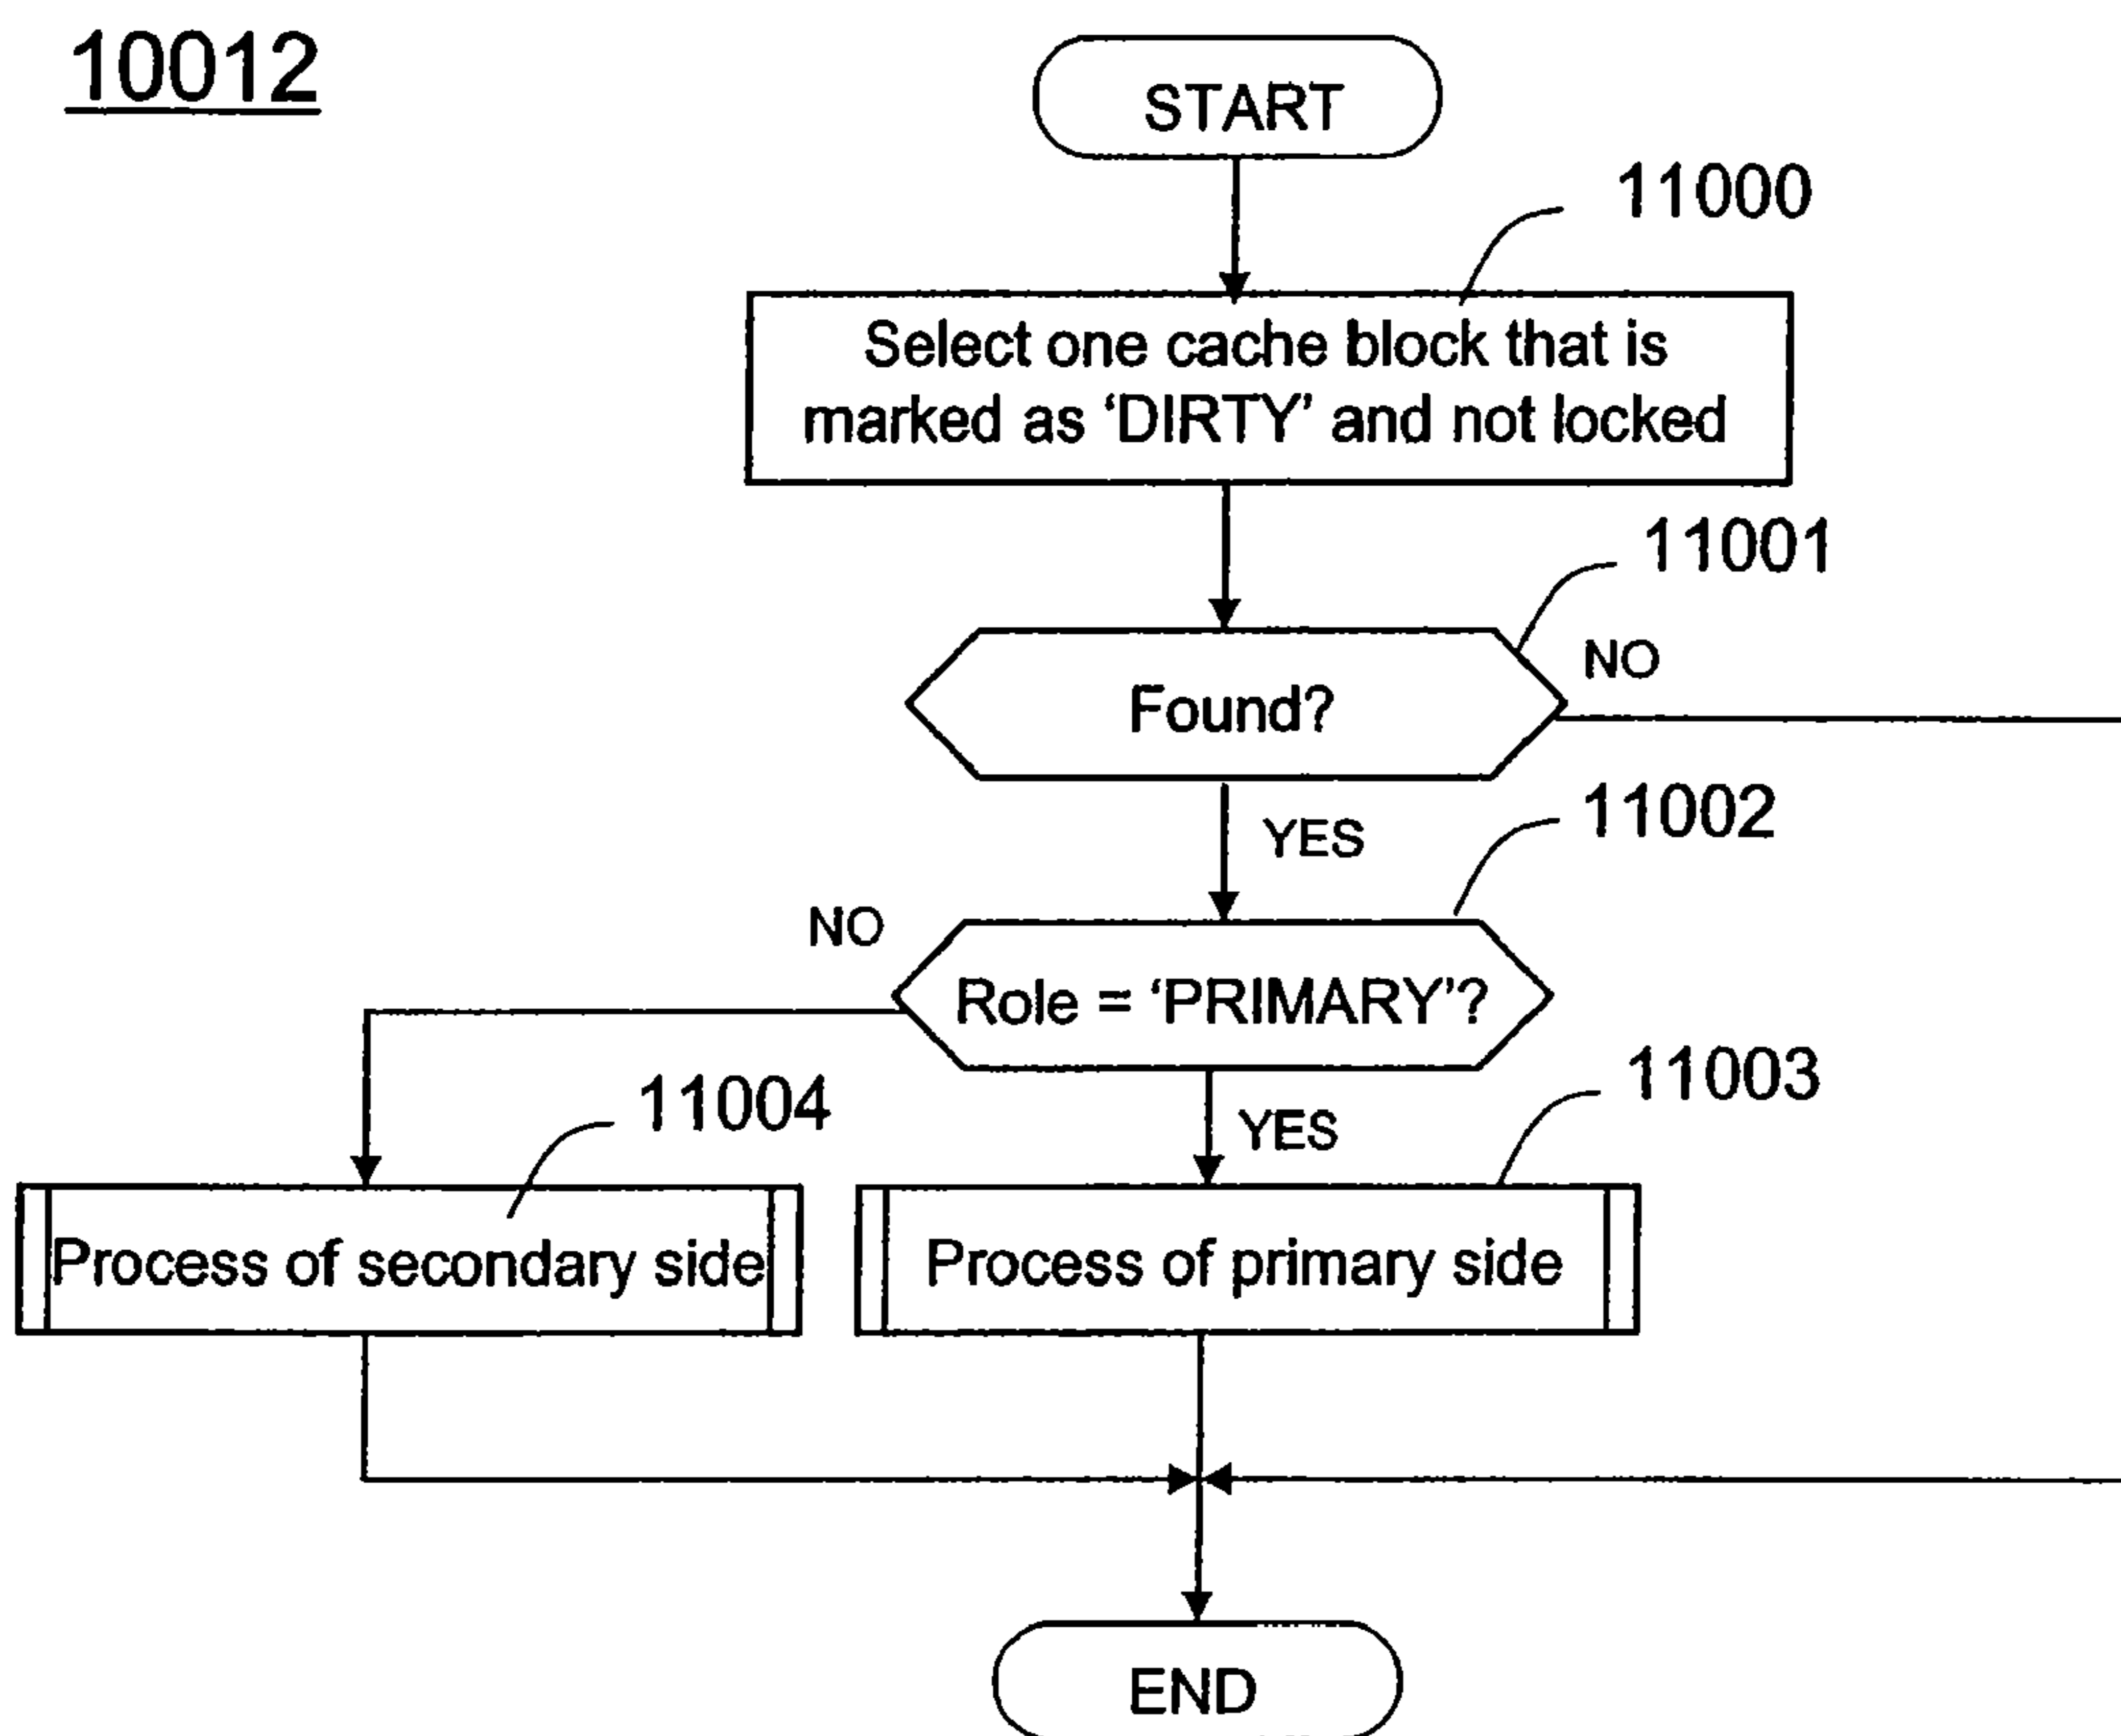 10012
START
11000
Select one cache block that is
marked as ‘DIRTY’ and not locked
11001
Found?
NO
YES
11002
NO
Role = ‘PRIMARY’?
YES
11003
11004
Process of secondary side
Process of primary side
END